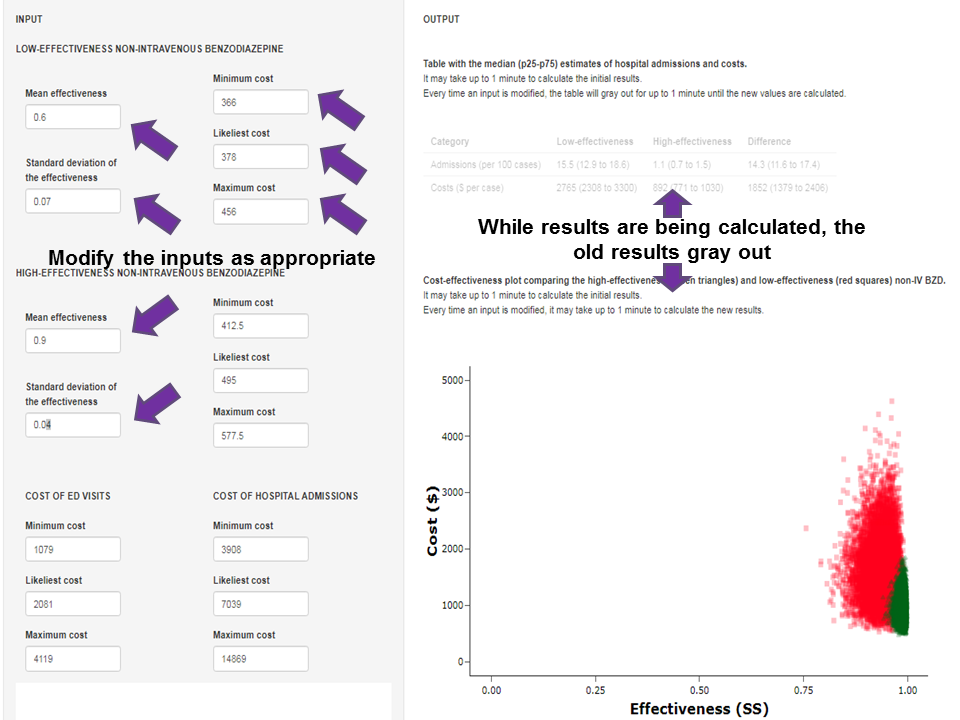 INPUT
LOW-EFFECTIVENESS NON-INTRAVENOUS BENZODIAZEPINE
Mean effectiveness
0.6
Standard deviation of
the effectiveness
0.07
Minimum cost
366
Likeliest cost
378
Maximum cost
456
Modify the inputs as appropriate
HIGH-EFFECTIVENESS NON-INTRAVENOUS BENZODIAZEPINE
Mean effectiveness
0.9
Standard deviation of
the effectiveness
0.04
Minimum cost
412.5
Likeliest cost
495
Maximum cost
577.5
COST OF ED VISITS
Minimum cost
1079
Likeliest cost
2081
Maximum cost
4119
COST OF HOSPITAL ADMISSIONS
Minimum cost
3908
Likeliest cost
7039
Maximum cost
14869
OUTPUT
Table with the median (p25-p75) estimates of hospital admissions and costs.
It may take up to 1 minute to calculate the initial results.
Every time an input is modified, the table will gray out for up to 1 minute until the new values are calculated.
Category Low-effectiveness High-effectiveness Difference
Admissions (per 100 cases) 15.5 (12.9 to 18.6) 1.1 (0.7 to 1.5) 14.3 (11.6 to 17.4)
Costs ($ per case) 2765 (2308 to 3300) 892 to 1030) 1852 (1379 to 2406)
While results are being calculated, the
old results gray out
Cost-effectiveness plot comparing the high-effectivenes triangles) and low-effectiveness (red squares) non-IV BZD.
It may take up to 1 minute to calculate the initial results.
Every time an input is modified, it may take up to 1 minute to calculate the new results.
5000
4000
3000
2000
1000
0
Cost ($)
0.00 0.25 0.50 0.75 1.00
Effectiveness (SS)